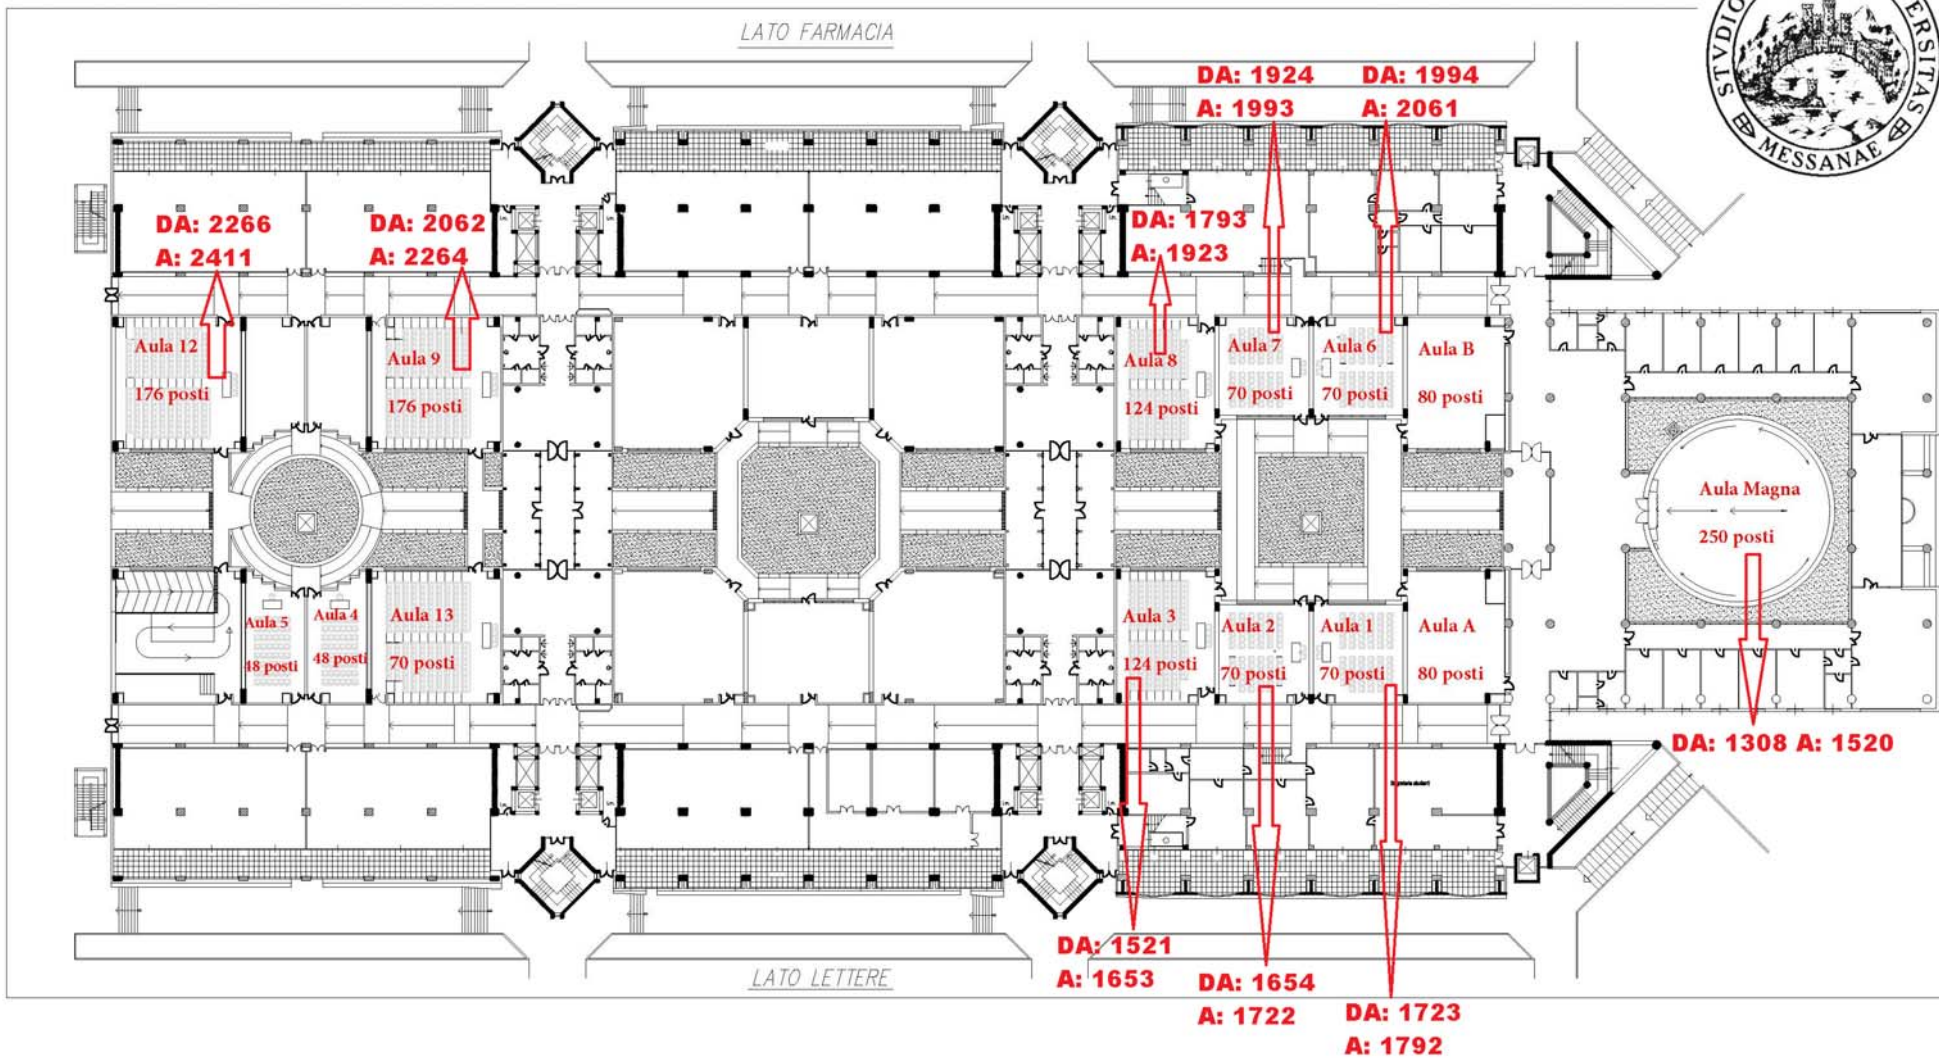 LATO FARMACIA
DA: 1924
A: 1993
DA: 1994
A: 2061
MESSANAE
DA: 2266
A: 2411
DA: 2062
A: 2264
DA: 1793
A: 1923
Aula 12
176 posti
Aula 9
176 posti
Aula 8
124 posti
Aula 7
70 posti
Aula 6
70 posti
Aula B
80 posti
Aula Magna
250 posti
Aula 5
48 posti
Aula 4
48 posti
Aula 13
70 posti
Aula 3
124 posti
Aula 2
70 posti
Aula 1
70 posti
Aula A
80 posti
DA: 1308 A: 1520
LATO LETTERE
DA: 1521
A: 1653
DA: 1654
A: 1722
DA: 1723
A: 1792